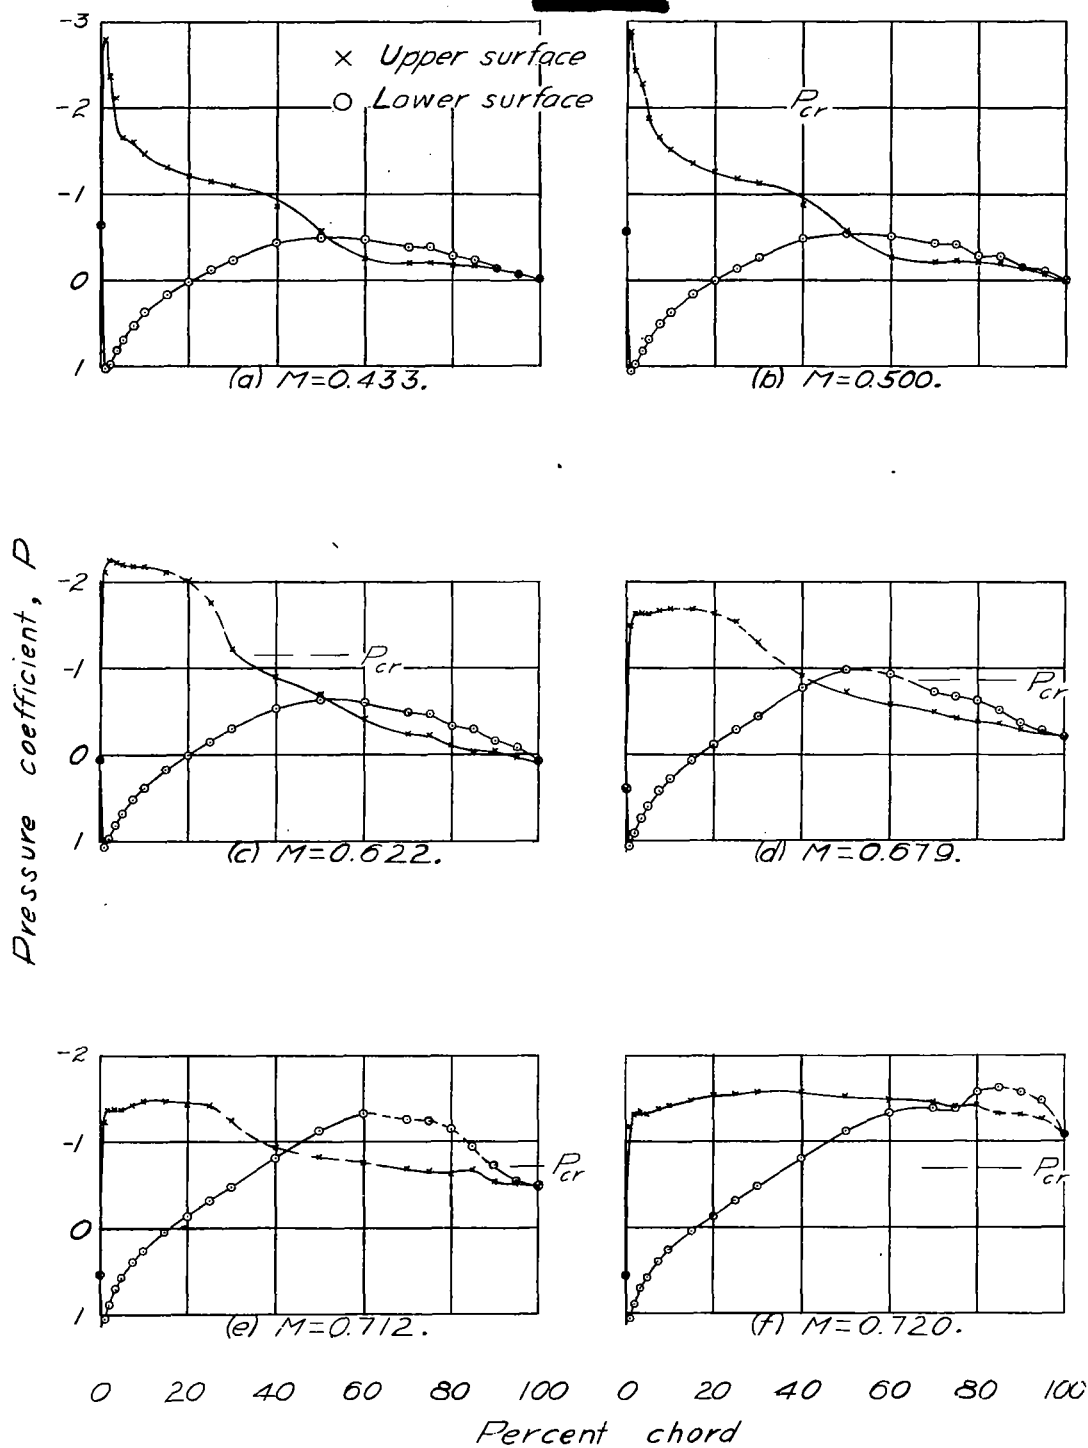 -3
-2
-1
0
1
× Upper surface
○ Lower surface
P_cr
(a) M=0.433.
(b) M=0.500.
Pressure coefficient, P
-2
-1
0
1
P_cr
P_cr
(c) M=0.622.
(d) M=0.679.
-2
-1
0
1
P_cr
P_cr
(e) M=0.712.
(f) M=0.720.
0 20 40 60 80 100 0 20 40 60 80 100
Percent chord